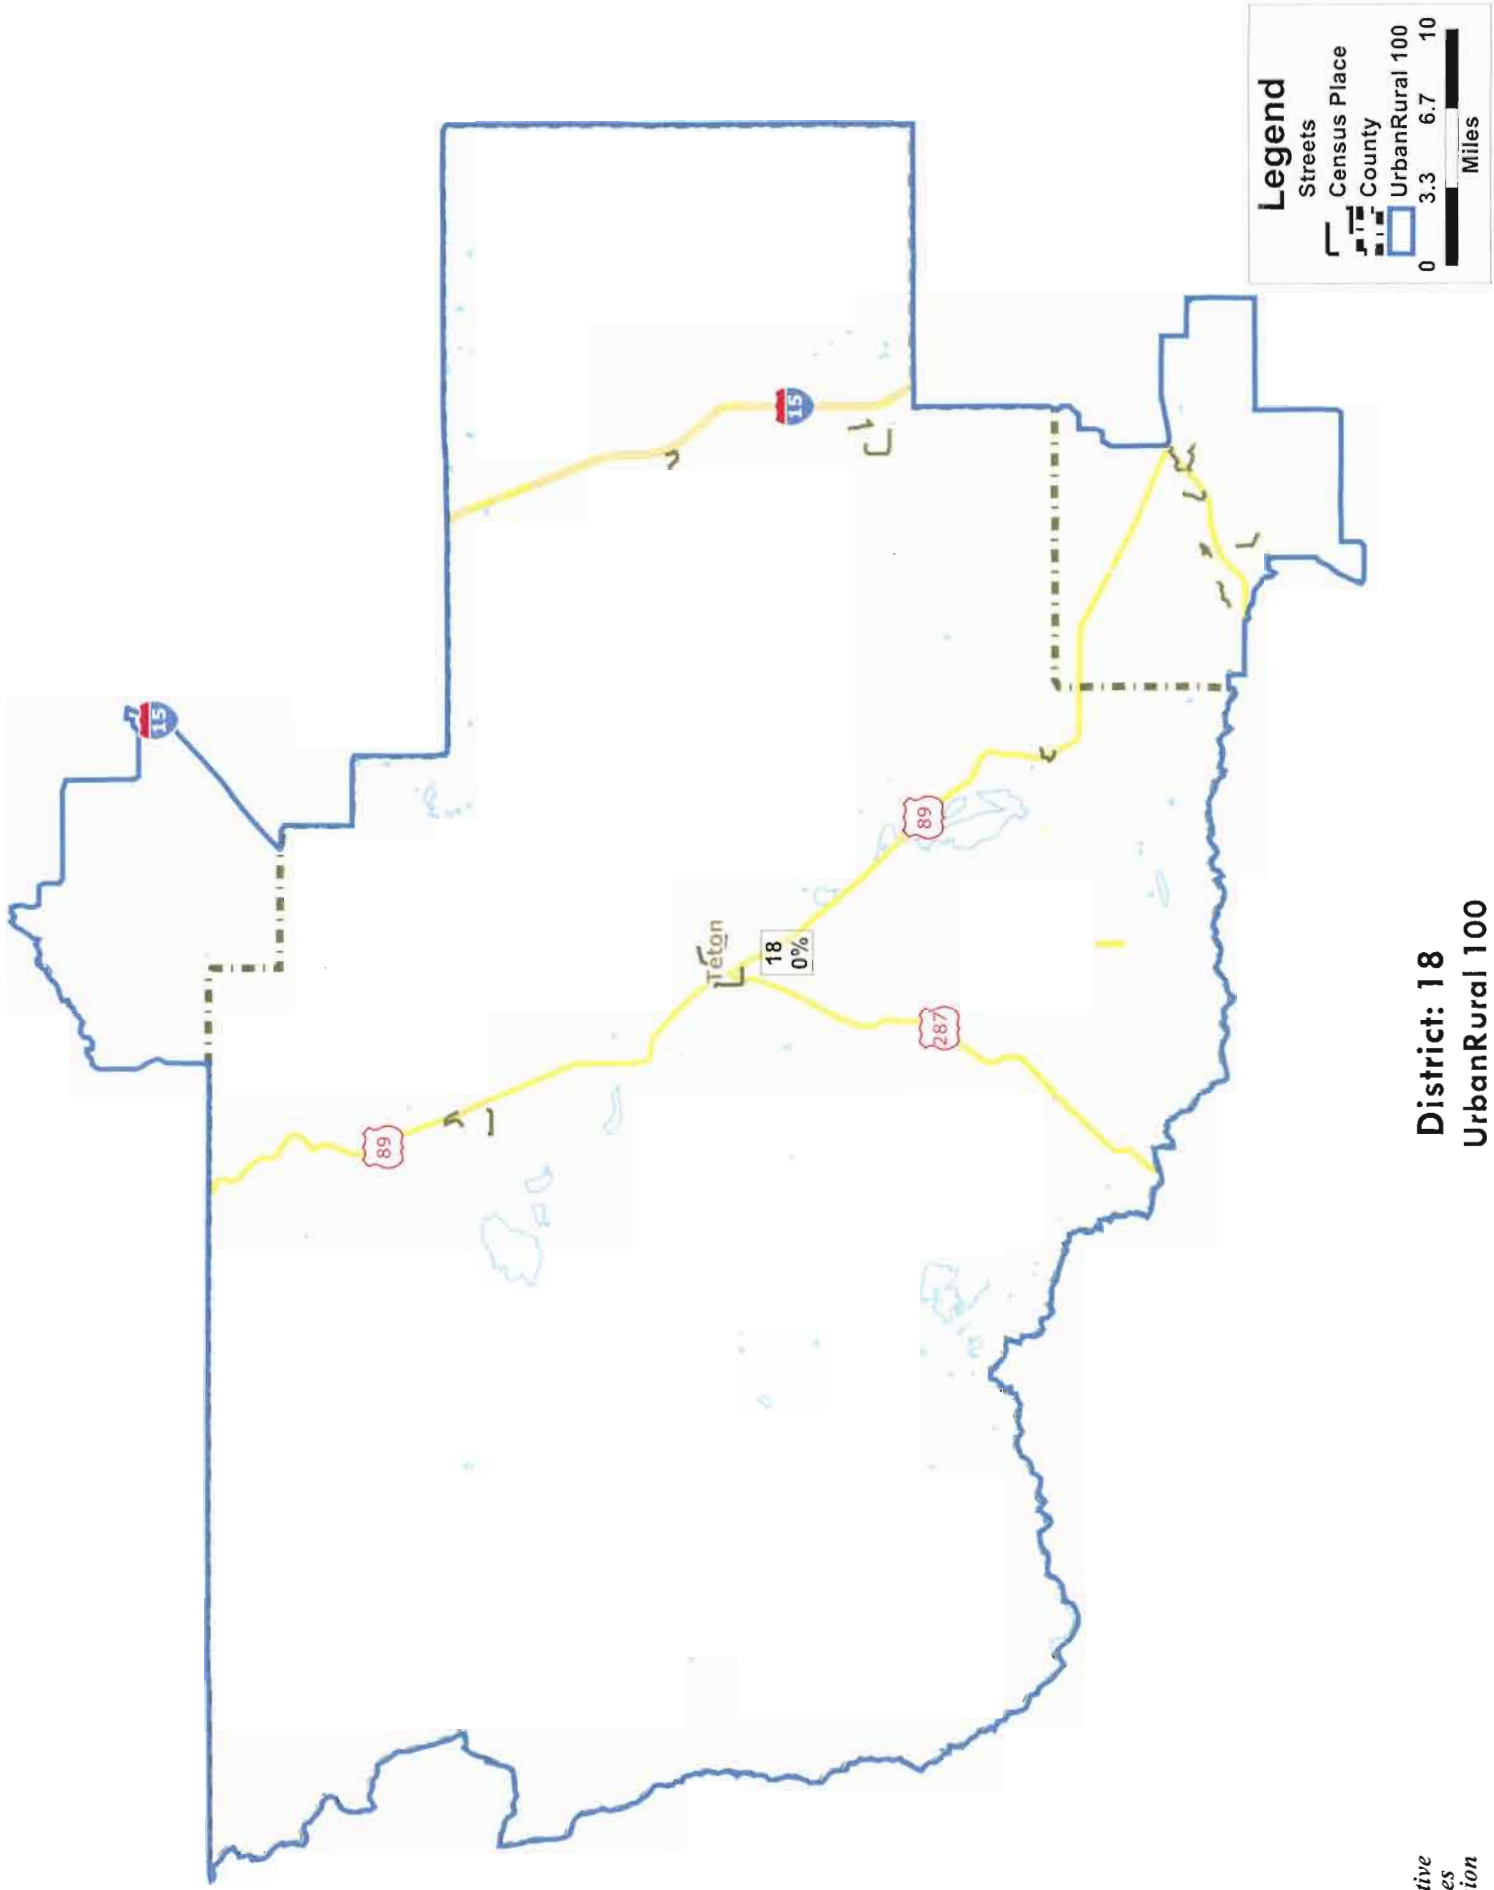 15
89
Teton
18
0%
89
287
15
Legend
Streets
Census Place
County
UrbanRural 100
0 3.3 6.7 10
Miles
District: 18
UrbanRural 100
tive
es
ion